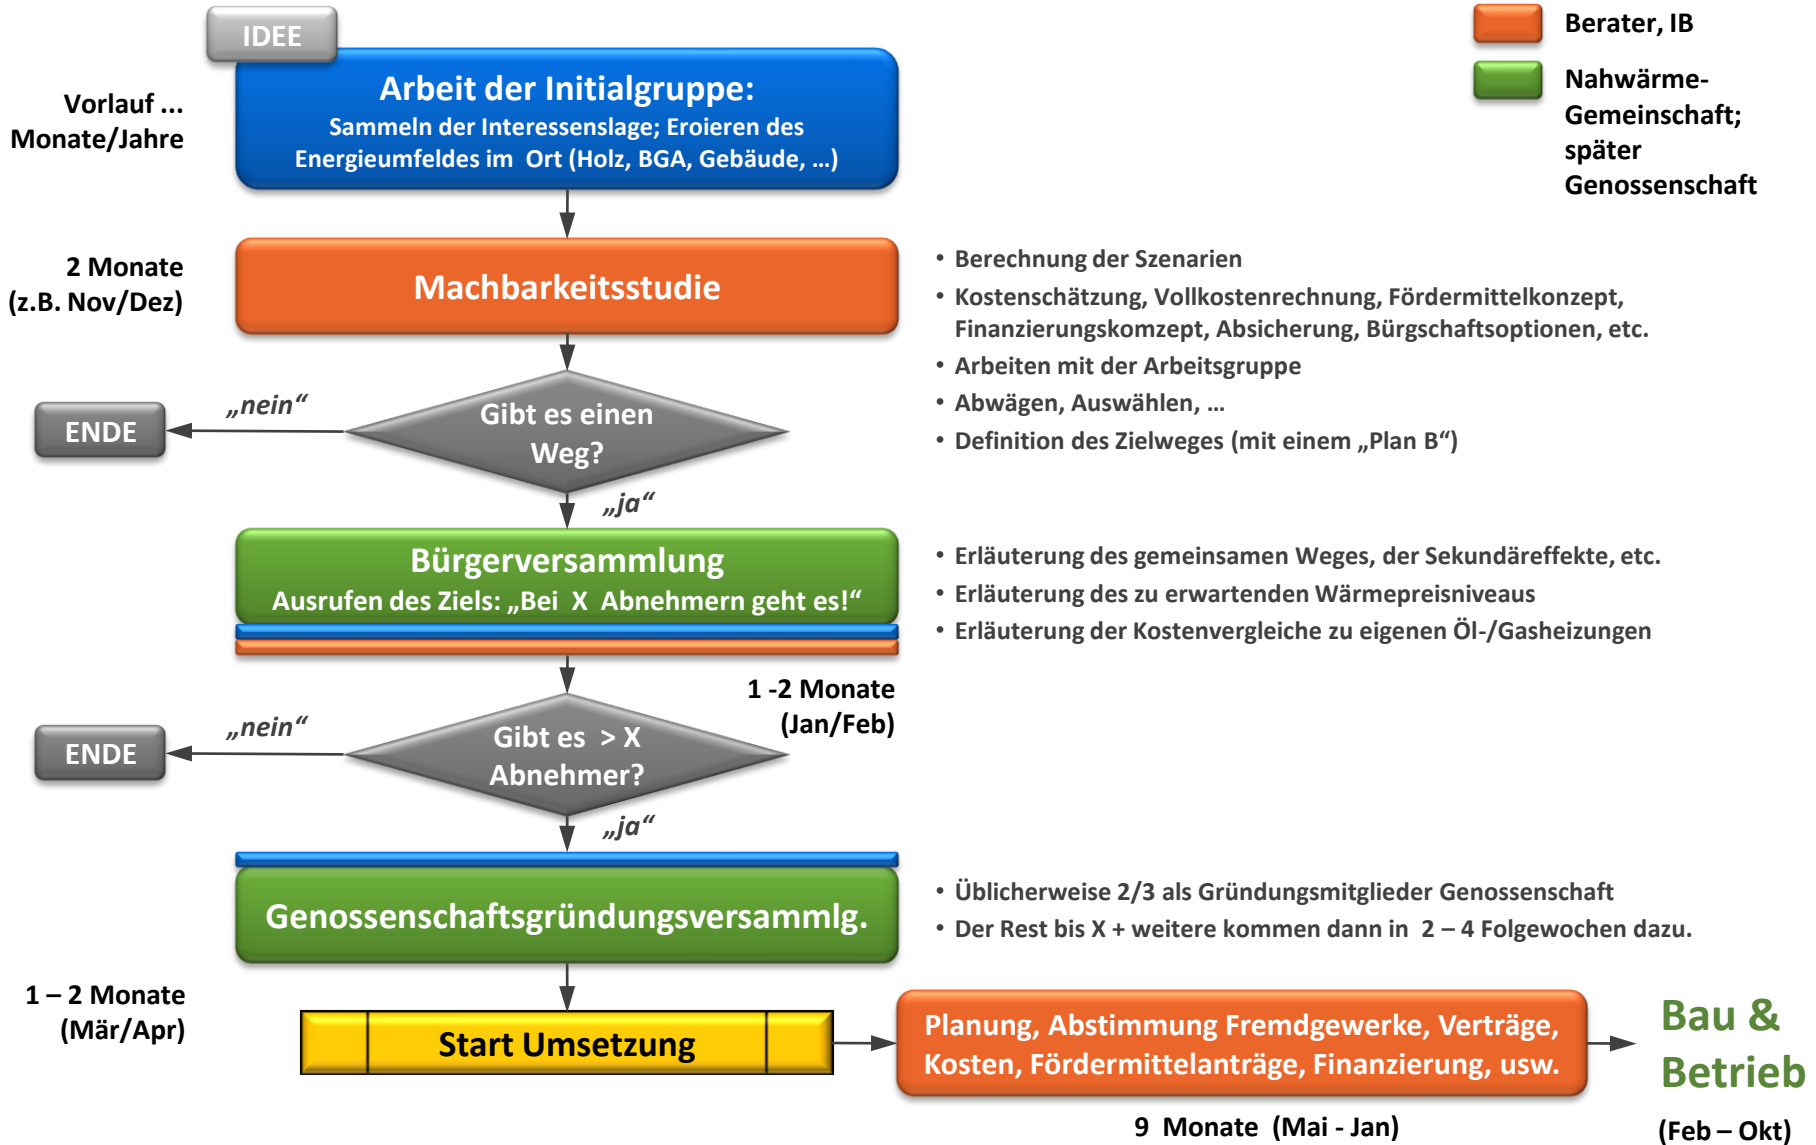 IDEE
Arbeit der Initialgruppe:
Sammeln der Interessenslage; Eroieren des
Energieumfeldes im Ort (Holz, BGA, Gebäude, ...)
Vorlauf ...
Monate/Jahre
Berater, IB
Nahwärme-
Gemeinschaft;
später
Genossenschaft
2 Monate
(z.B. Nov/Dez)
Machbarkeitsstudie
• Berechnung der Szenarien
• Kostenschätzung, Vollkostenrechnung, Fördermittelkonzept,
Finanzierungskomzept, Absicherung, Bürgschaftsoptionen, etc.
• Arbeiten mit der Arbeitsgruppe
• Abwägen, Auswählen, ...
• Definition des Zielweges (mit einem „Plan B“)
Gibt es einen
Weg?
„nein“
ENDE
„ja“
Bürgerversammlung
Ausrufen des Ziels: „Bei X Abnehmern geht es!“
• Erläuterung des gemeinsamen Weges, der Sekundäreffekte, etc.
• Erläuterung des zu erwartenden Wärmepreisniveaus
• Erläuterung der Kostenvergleiche zu eigenen Öl-/Gasheizungen
1 -2 Monate
(Jan/Feb)
Gibt es > X
Abnehmer?
„nein“
ENDE
„ja“
Genossenschaftsgründungsversammlg.
• Üblicherweise 2/3 als Gründungsmitglieder Genossenschaft
• Der Rest bis X + weitere kommen dann in 2 – 4 Folgewochen dazu.
1 – 2 Monate
(Mär/Apr)
Start Umsetzung
Planung, Abstimmung Fremdgewerke, Verträge,
Kosten, Fördermittelanträge, Finanzierung, usw.
9 Monate (Mai - Jan)
Bau &
Betrieb
(Feb – Okt)